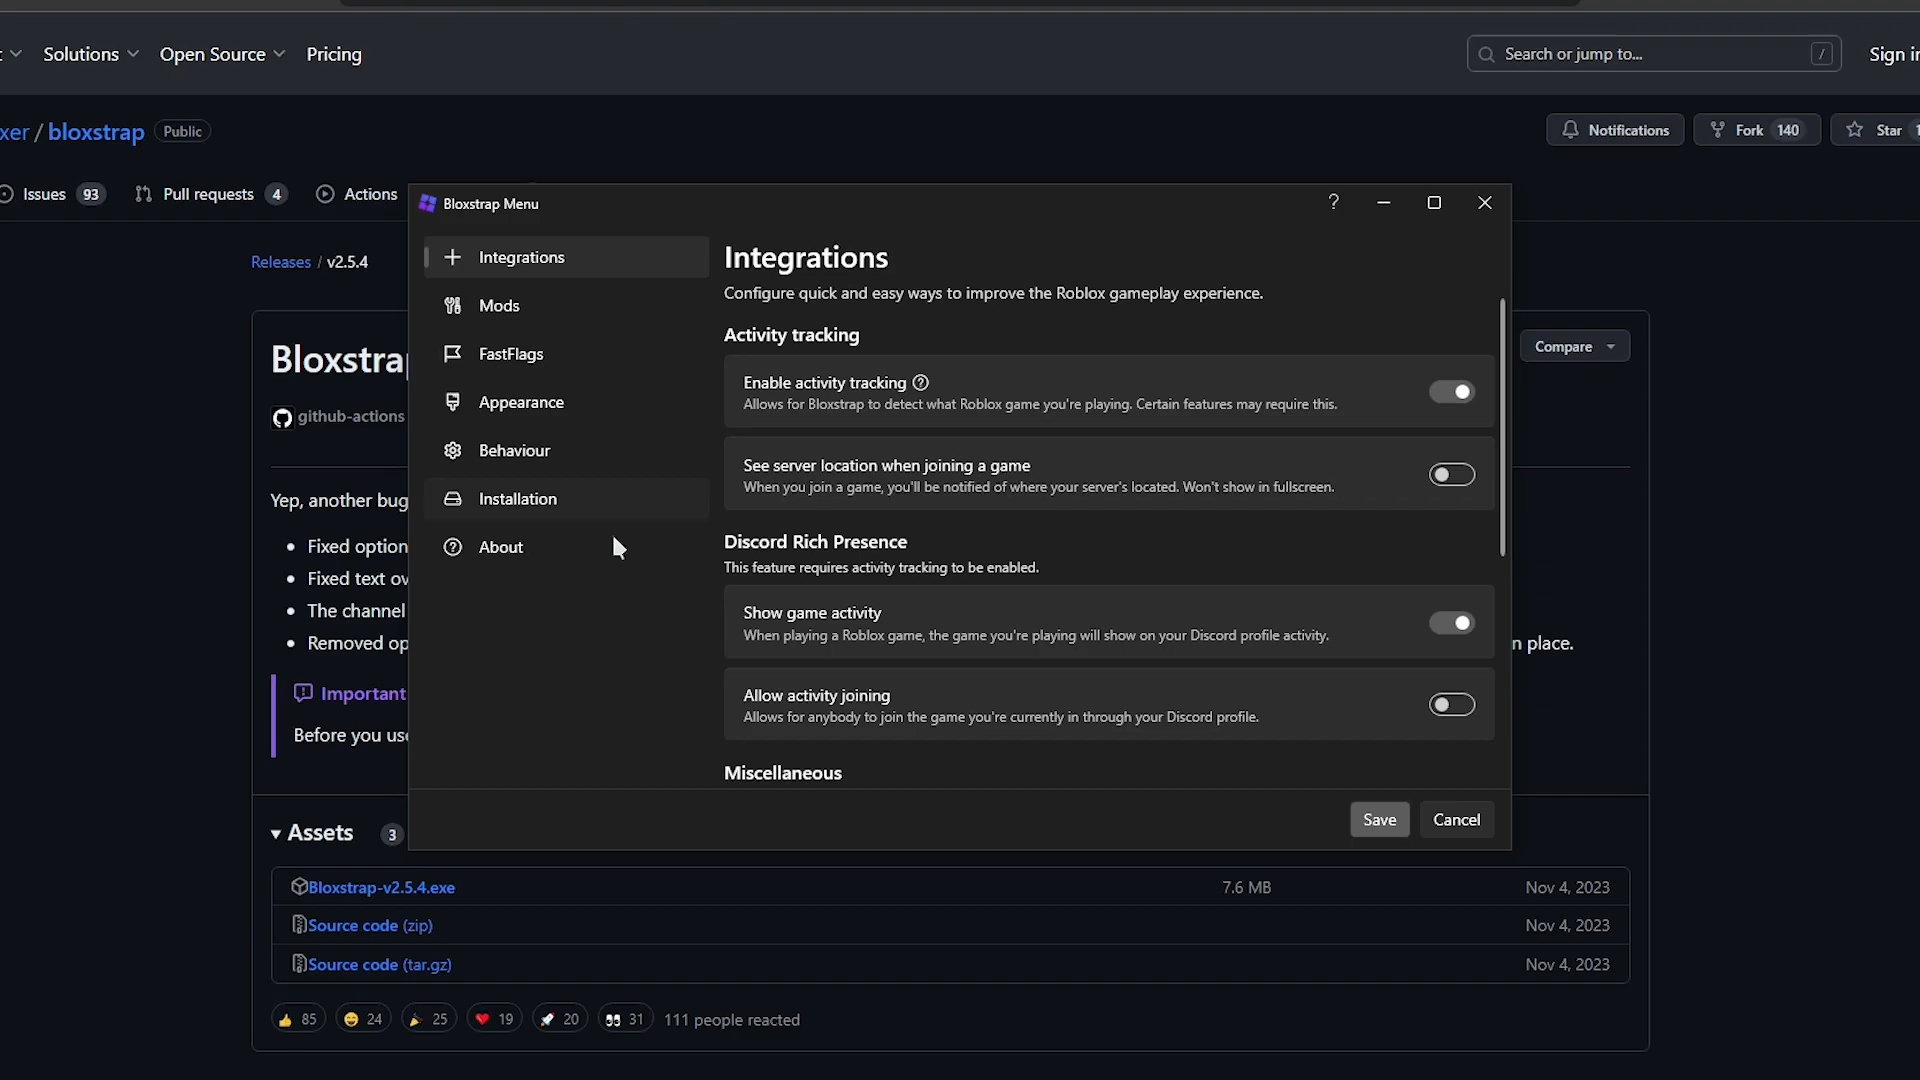 Solutions
Open Source
Pricing
Search or jump to...
/
Sign in
xer / bloxstrap
Public
Notifications
Fork 140
Star
Issues 93
Pull requests 4
Actions
Releases / v2.5.4
Bloxstrap
Compare
github-actions
Yep, another bug
Fixed option
Fixed text ov
The channel
Removed op
n place.
Important
Before you use
Bloxstrap Menu
?
Integrations
Mods
FastFlags
Appearance
Behaviour
Installation
About
Integrations
Configure quick and easy ways to improve the Roblox gameplay experience.
Activity tracking
Enable activity tracking ?
Allows for Bloxstrap to detect what Roblox game you're playing. Certain features may require this.
See server location when joining a game
When you join a game, you'll be notified of where your server's located. Won't show in fullscreen.
Discord Rich Presence
This feature requires activity tracking to be enabled.
Show game activity
When playing a Roblox game, the game you're playing will show on your Discord profile activity.
Allow activity joining
Allows for anybody to join the game you're currently in through your Discord profile.
Miscellaneous
Save
Cancel
Assets 3
Bloxstrap-v2.5.4.exe 7.6 MB Nov 4, 2023
Source code (zip) Nov 4, 2023
Source code (tar.gz) Nov 4, 2023
85 24 25 19 20 31 111 people reacted